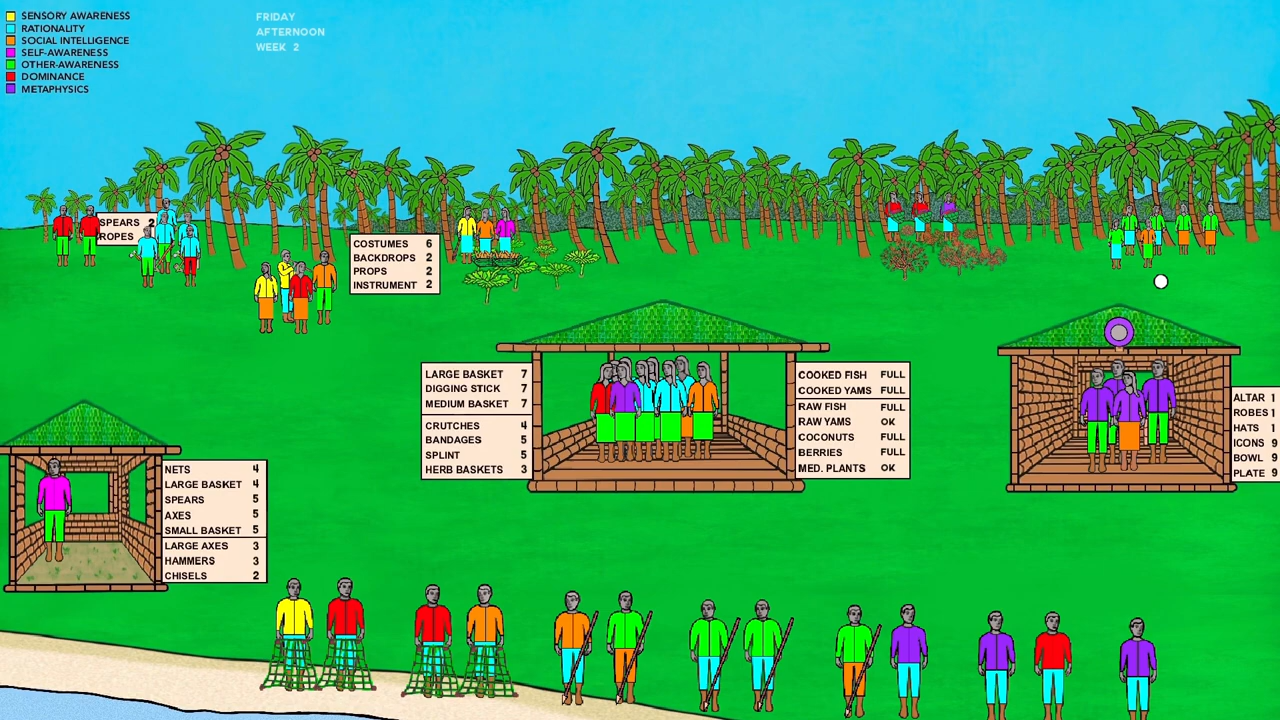 SENSORY AWARENESS
RATIONALITY
SOCIAL INTELLIGENCE
SELF-AWARENESS
OTHER-AWARENESS
DOMINANCE
METAPHYSICS
FRIDAY
AFTERNOON
WEEK 2
SPEARS 2
ROPES
COSTUMES 6
BACKDROPS 2
PROPS 2
INSTRUMENT 2
LARGE BASKET 7
DIGGING STICK 7
MEDIUM BASKET 7
CRUTCHES 4
BANDAGES 5
SPLINT 5
HERB BASKETS 3
COOKED FISH FULL
COOKED YAMS FULL
RAW FISH FULL
RAW YAMS OK
COCONUTS FULL
BERRIES FULL
MED. PLANTS OK
ALTAR 1
ROBES 1
HATS 1
ICONS 9
BOWL 9
PLATE 9
NETS 4
LARGE BASKET 4
SPEARS 5
AXES 5
SMALL BASKET 5
LARGE AXES 3
HAMMERS 3
CHISELS 2